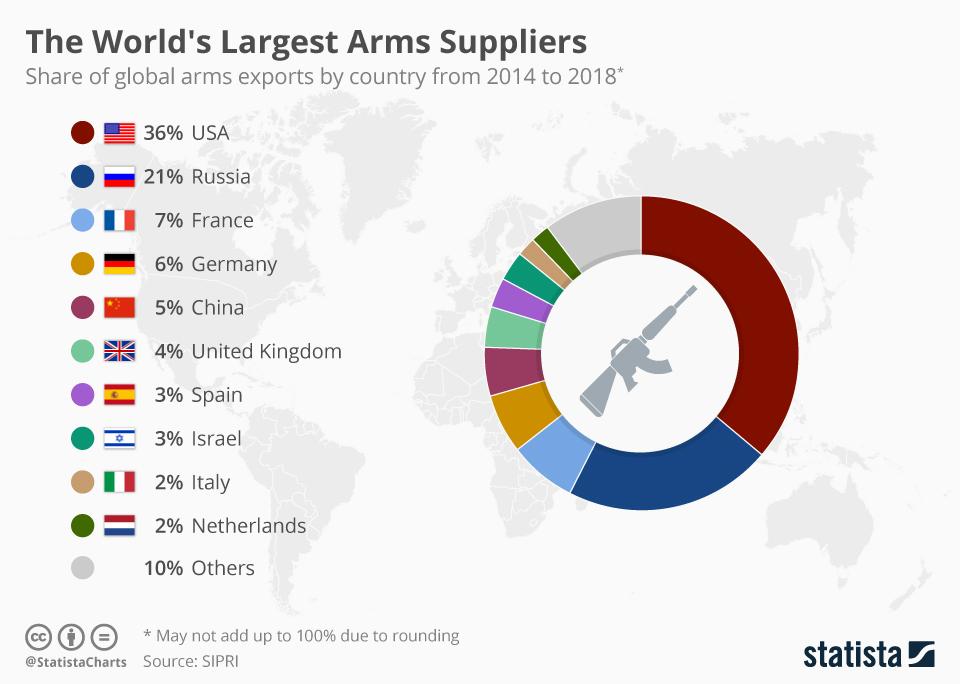 The World's Largest Arms Suppliers
Share of global arms exports by country from 2014 to 2018*
36% USA
21% Russia
7% France
6% Germany
5% China
4% United Kingdom
3% Spain
3% Israel
2% Italy
2% Netherlands
10% Others
cc
@StatistaCharts
* May not add up to 100% due to rounding
Source: SIPRI
statista